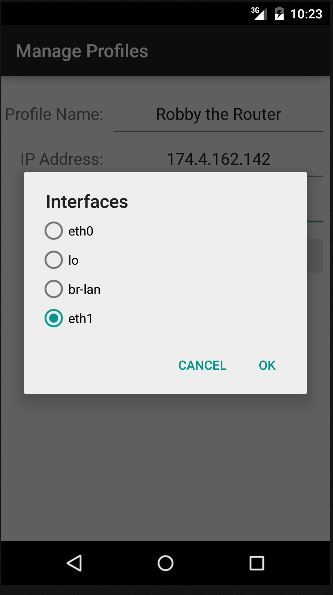 3G 10:23
Manage Profiles
Profile Name: Robby the Router
IP Address: 174.4.162.142
Interfaces
eth0
lo
br-lan
eth1
CANCEL OK